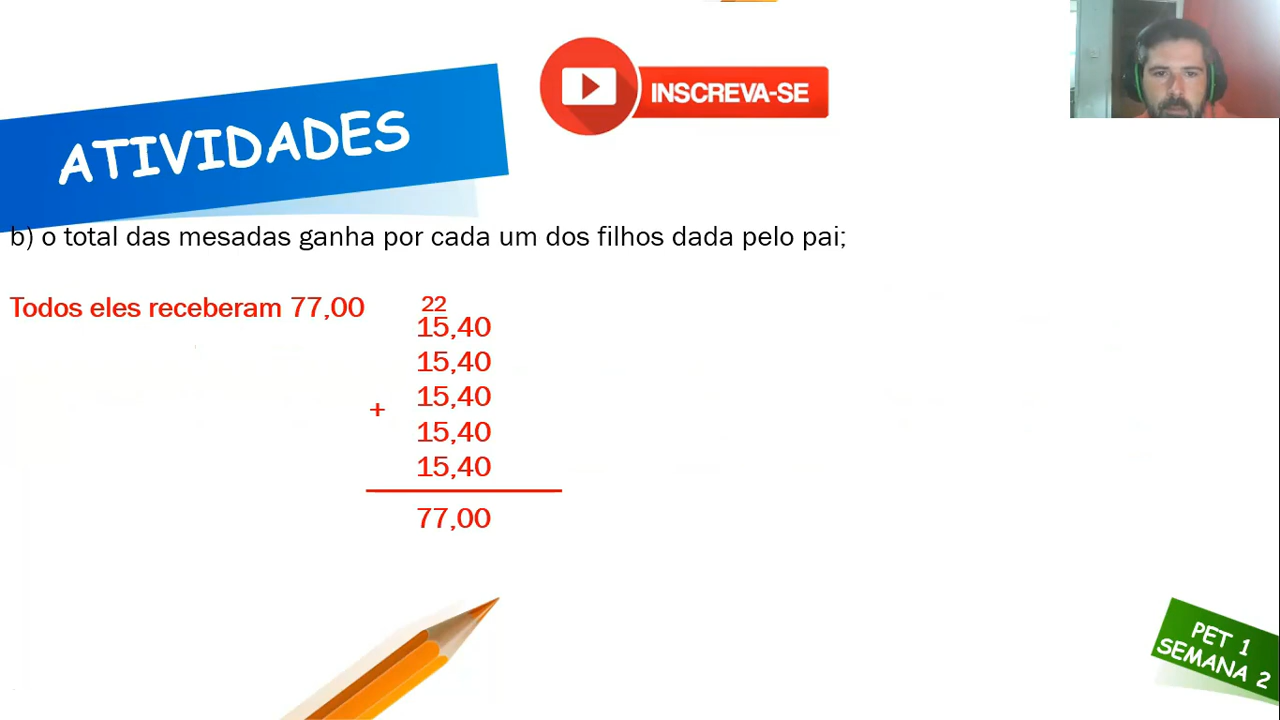 INSCREVA-SE
ATIVIDADES
b) o total das mesadas ganha por cada um dos filhos dada pelo pai;
Todos eles receberam 77,00
22
15,40
15,40
15,40
+
15,40
15,40
77,00
PET 1
SEMANA 2